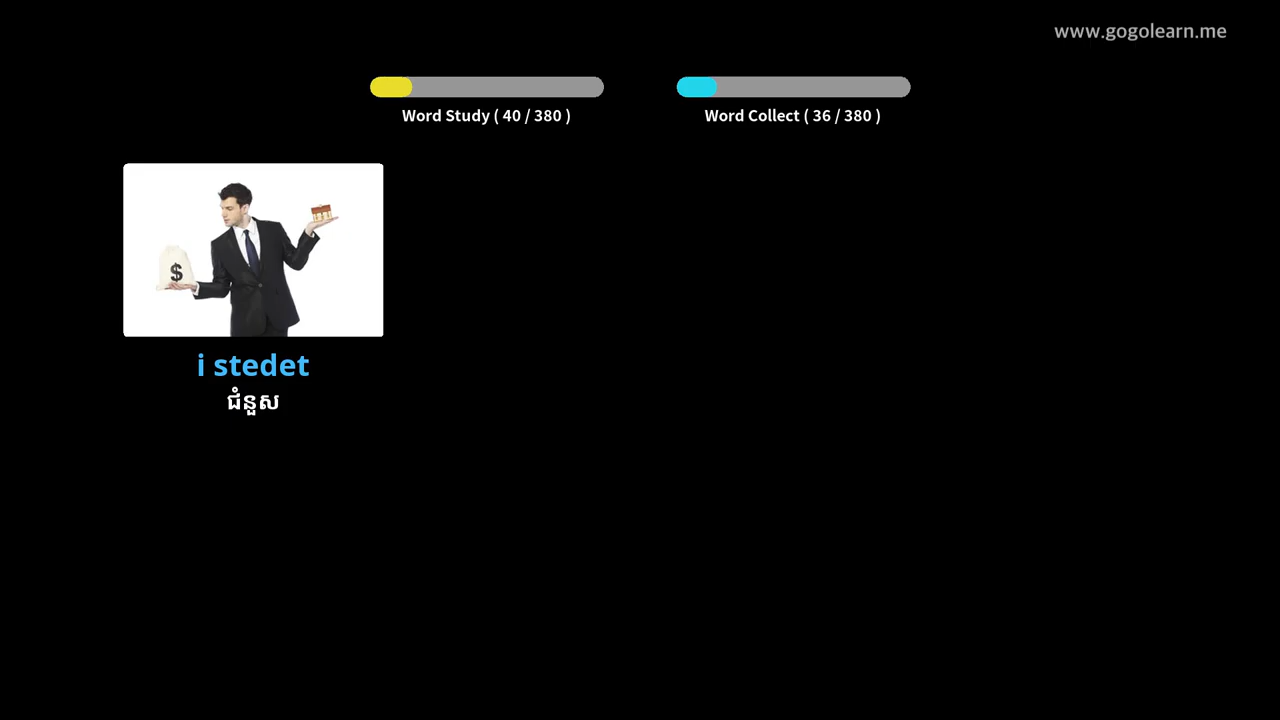 www.gogolearn.me
Word Study ( 40 / 380 )
Word Collect ( 36 / 380 )
$
i stedet
ជំនួស